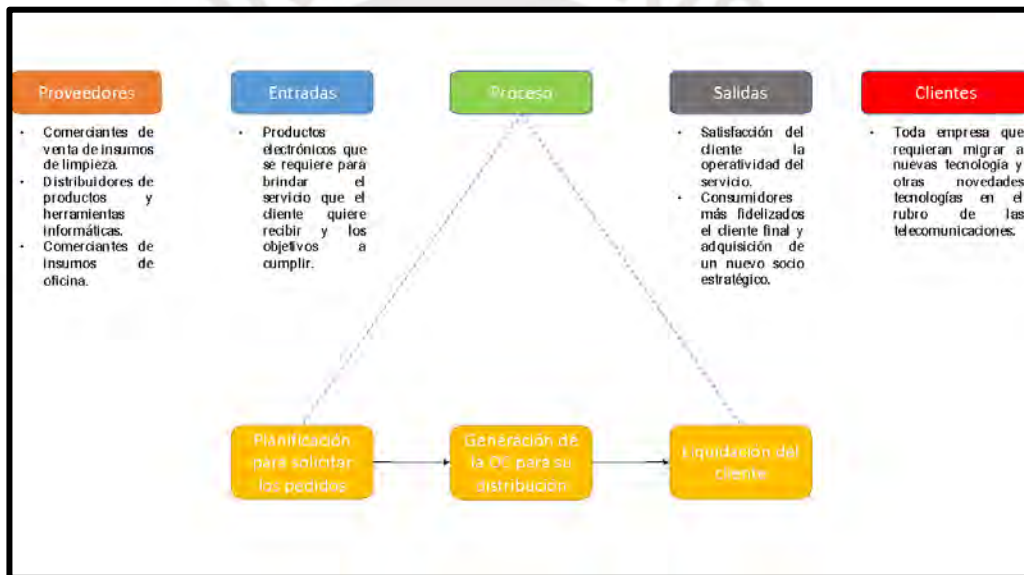 Proveedores
• Comerciantes de
venta de insumos
de limpieza.
• Distribuidores de
productos y
herramientas
informáticas.
• Comerciantes de
insumos de
oficina.
Entradas
• Productos
electrónicos que
se requiere para
brindar el
servicio que el
cliente quiere
recibir y los
objetivos a
cumplir.
Proceso
Salidas
• Satisfacción del
cliente la
operatividad del
servicio.
• Consumidores
más fidelizados
el cliente final y
adquisición de
un nuevo socio
estratégico.
Clientes
• Toda empresa que
requieran migrar a
nuevas tecnología y
otras novedades
tecnologías en el
rubro de las
telecomunicaciones.
Planificación
para solicitar
los pedidos
Generación de
la OC para su
distribución
Liquidación del
cliente